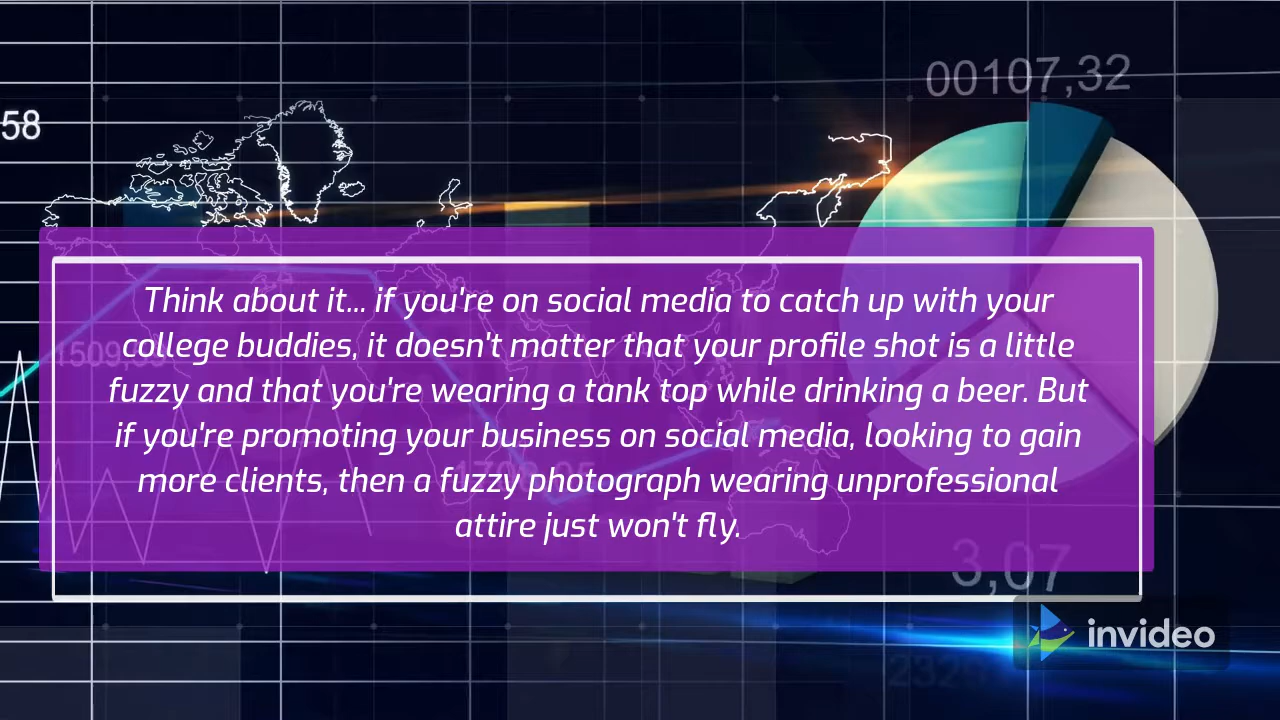 00107,32
58
Think about it... if you're on social media to catch up with your
college buddies, it doesn't matter that your profile shot is a little
1509,
fuzzy and that you're wearing a tank top while drinking a beer. But
if you're promoting your business on social media, looking to gain
more clients, then a fuzzy photograph wearing unprofessional
attire just won't fly.
3,07
invideo